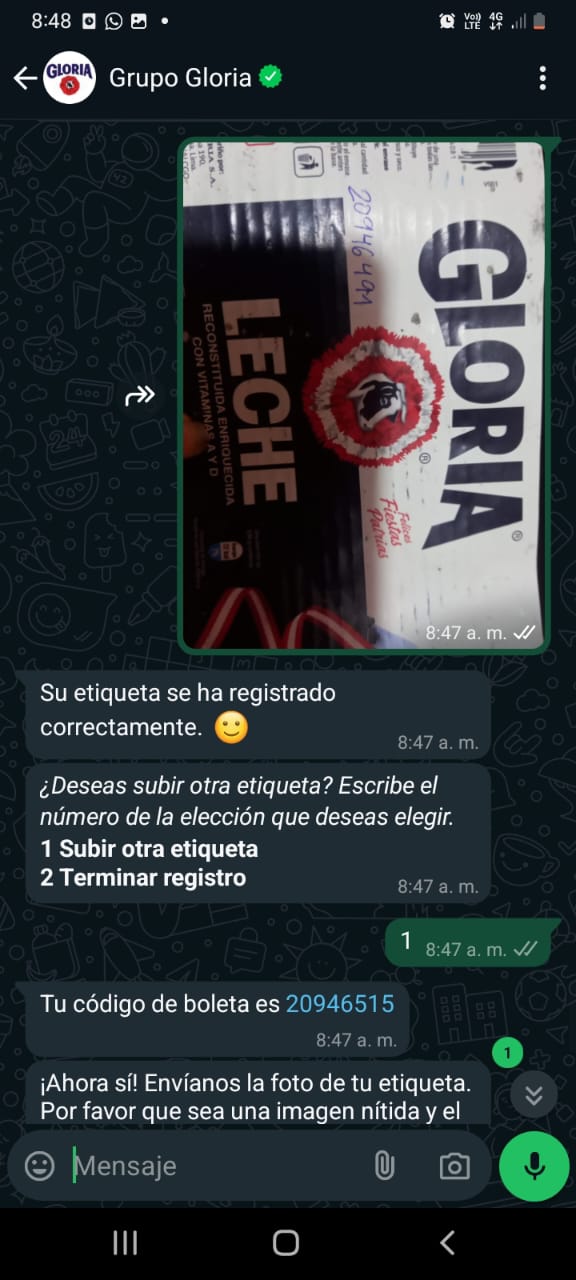 8:48
Vo))
LTE
4G
GLORIA
Grupo Gloria
20946491
GLORIA®
Felices
Fiestas
Patrias
LECHE
RECONSTITUIDA ENRIQUECIDA
CON VITAMINAS A Y D
8:47 a. m.
Su etiqueta se ha registrado
correctamente. 🙂
8:47 a. m.
¿Deseas subir otra etiqueta? Escribe el
número de la elección que deseas elegir.
1 Subir otra etiqueta
2 Terminar registro
8:47 a. m.
1
8:47 a. m.
Tu código de boleta es 20946515
8:47 a. m.
1
¡Ahora sí! Envíanos la foto de tu etiqueta.
Por favor que sea una imagen nítida y el
Mensaje